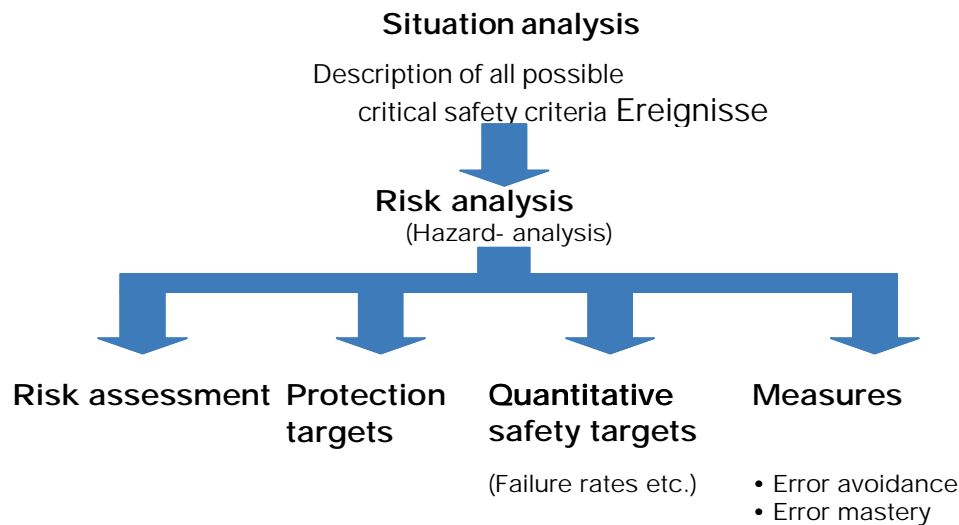 Situation analysis
Description of all possible
critical safety criteria Ereignisse
Risk analysis
(Hazard- analysis)
Risk assessment
Protection
targets
Quantitative
safety targets
(Failure rates etc.)
Measures
• Error avoidance
• Error mastery